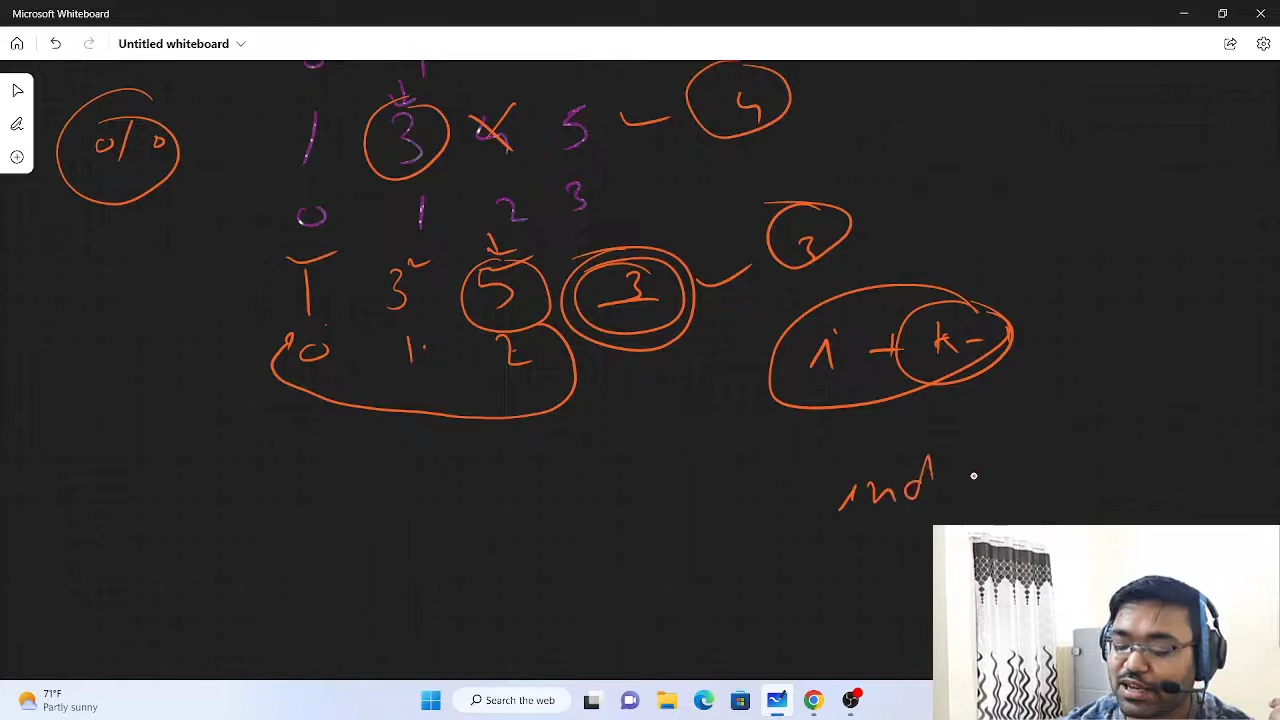 Microsoft Whiteboard
Untitled whiteboard
1 3 4 5 4
0/0
0 1 2 3
1 3 5 3 3
0 1 2
i + k -
ind
71°F
Partly sunny
Search the web